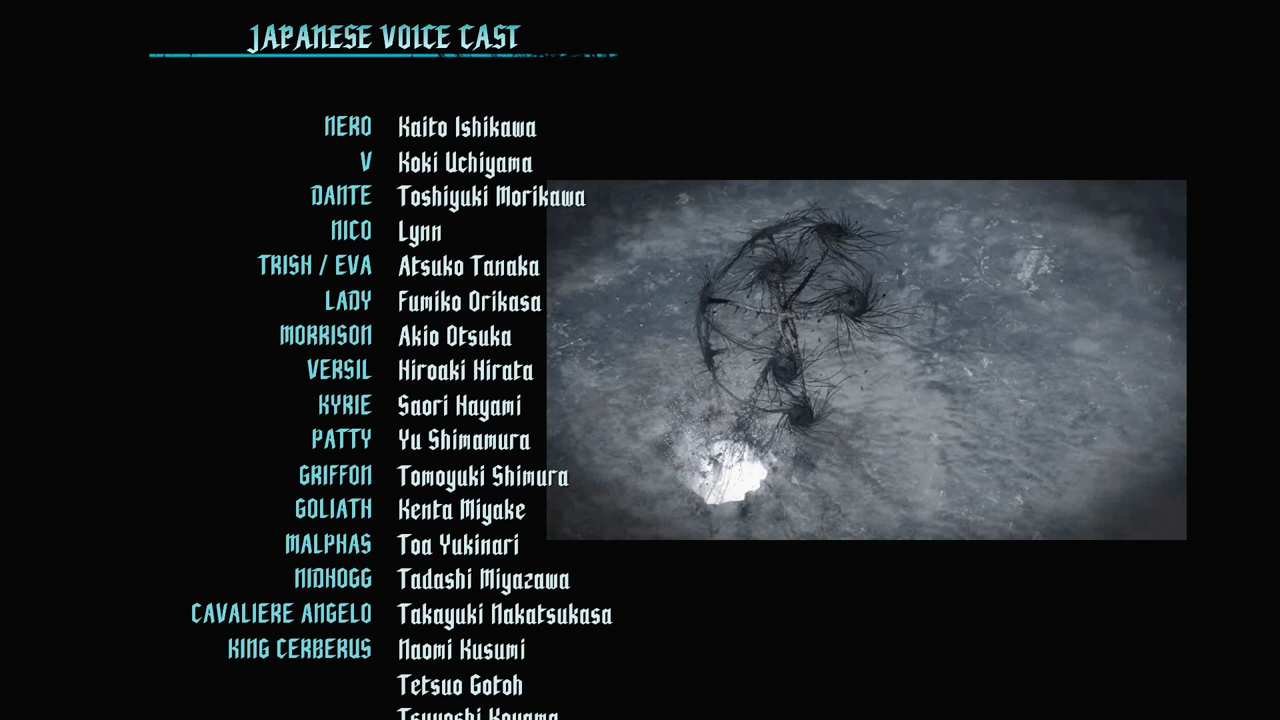 JAPANESE VOICE CAST
NERO Kaito Ishikawa
V Koki Uchiyama
DANTE Toshiyuki Morikawa
NICO Lynn
TRISH / EVA Atsuko Tanaka
LADY Fumiko Orikasa
MORRISON Akio Otsuka
VERSIL Hiroaki Hirata
KYRIE Saori Hayami
PATTY Yu Shimamura
GRIFFON Tomoyuki Shimura
GOLIATH Kenta Miyake
MALPHAS Toa Yukinari
NIDHOGG Tadashi Miyazawa
CAVALIERE ANGELO Takayuki Nakatsukasa
KING CERBERUS Naomi Kusumi
Tetsuo Gotoh
Tsuyoshi Koyama